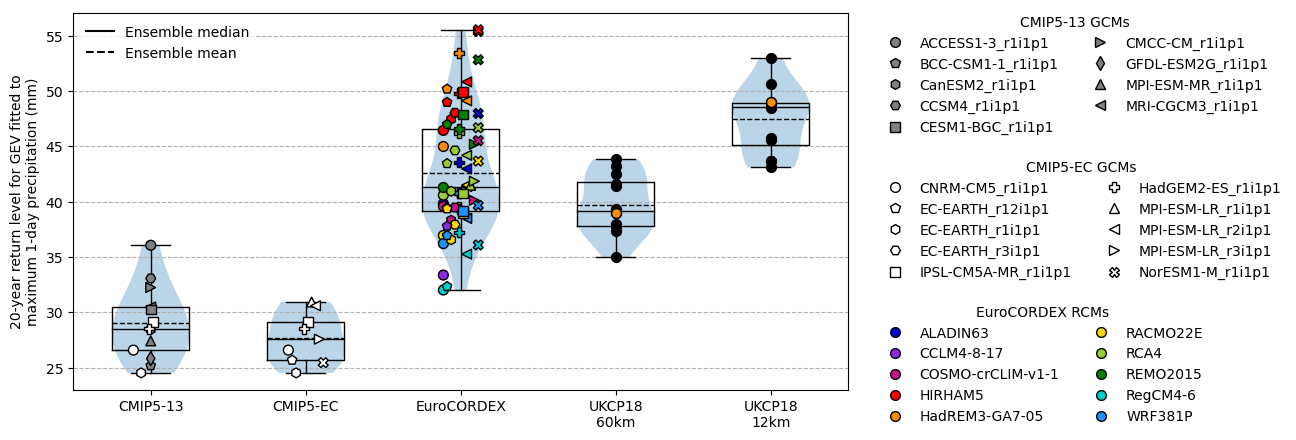 20-year return level for GEV fitted to
maximum 1-day precipitation (mm)
55
50
45
40
35
30
25
Ensemble median
Ensemble mean
CMIP5-13
CMIP5-EC
EuroCORDEX
UKCP18
60km
UKCP18
12km
CMIP5-13 GCMs
ACCESS1-3_r1i1p1
BCC-CSM1-1_r1i1p1
CanESM2_r1i1p1
CCSM4_r1i1p1
CESM1-BGC_r1i1p1
CMCC-CM_r1i1p1
GFDL-ESM2G_r1i1p1
MPI-ESM-MR_r1i1p1
MRI-CGCM3_r1i1p1
CMIP5-EC GCMs
CNRM-CM5_r1i1p1
EC-EARTH_r12i1p1
EC-EARTH_r1i1p1
EC-EARTH_r3i1p1
IPSL-CM5A-MR_r1i1p1
HadGEM2-ES_r1i1p1
MPI-ESM-LR_r1i1p1
MPI-ESM-LR_r2i1p1
MPI-ESM-LR_r3i1p1
NorESM1-M_r1i1p1
EuroCORDEX RCMs
ALADIN63
CCLM4-8-17
COSMO-crCLIM-v1-1
HIRHAM5
HadREM3-GA7-05
RACMO22E
RCA4
REMO2015
RegCM4-6
WRF381P